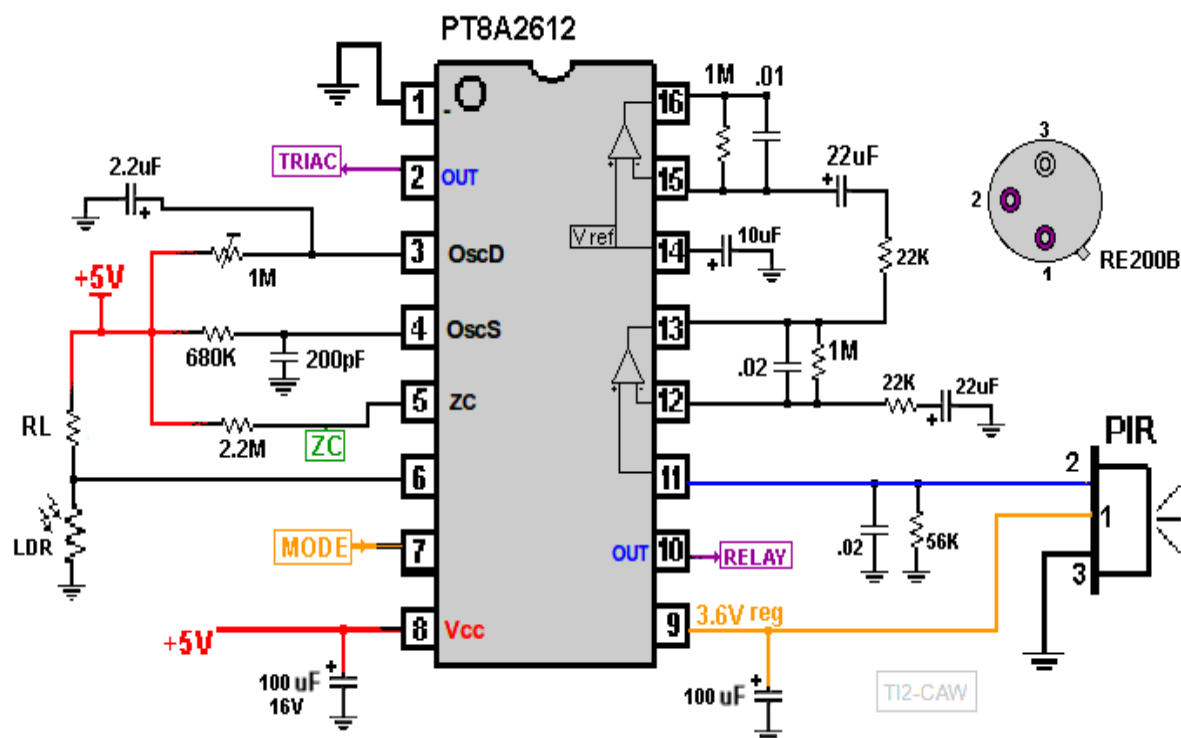 PT8A2612
1
TRIAC
2.2uF
+
2 OUT
3 OscD
1M
+5V
4 OscS
680K
200pF
5 ZC
2.2M
ZC
RL
6
LDR
MODE
7
+5V
8 Vcc
+
100 uF
16V
16
1M
.01
15
22uF
+
V ref
14
10uF
+
22K
13
.02
1M
12
22K
22uF
+
11
.02
56K
OUT 10
RELAY
9
3.6V reg
+
100 uF
PIR
2
1
3
3
2
1
RE200B
TI2-CAW